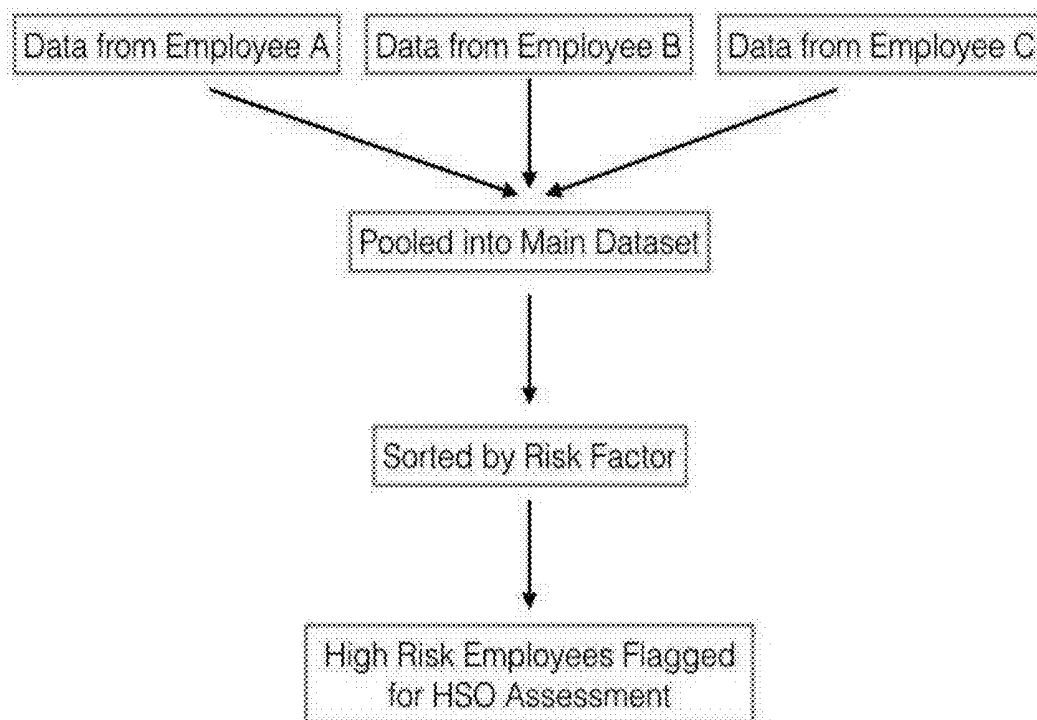 Data from Employee A
Data from Employee B
Data from Employee C
Pooled into Main Dataset
Sorted by Risk Factor
High Risk Employees Flagged
for HSO Assessment